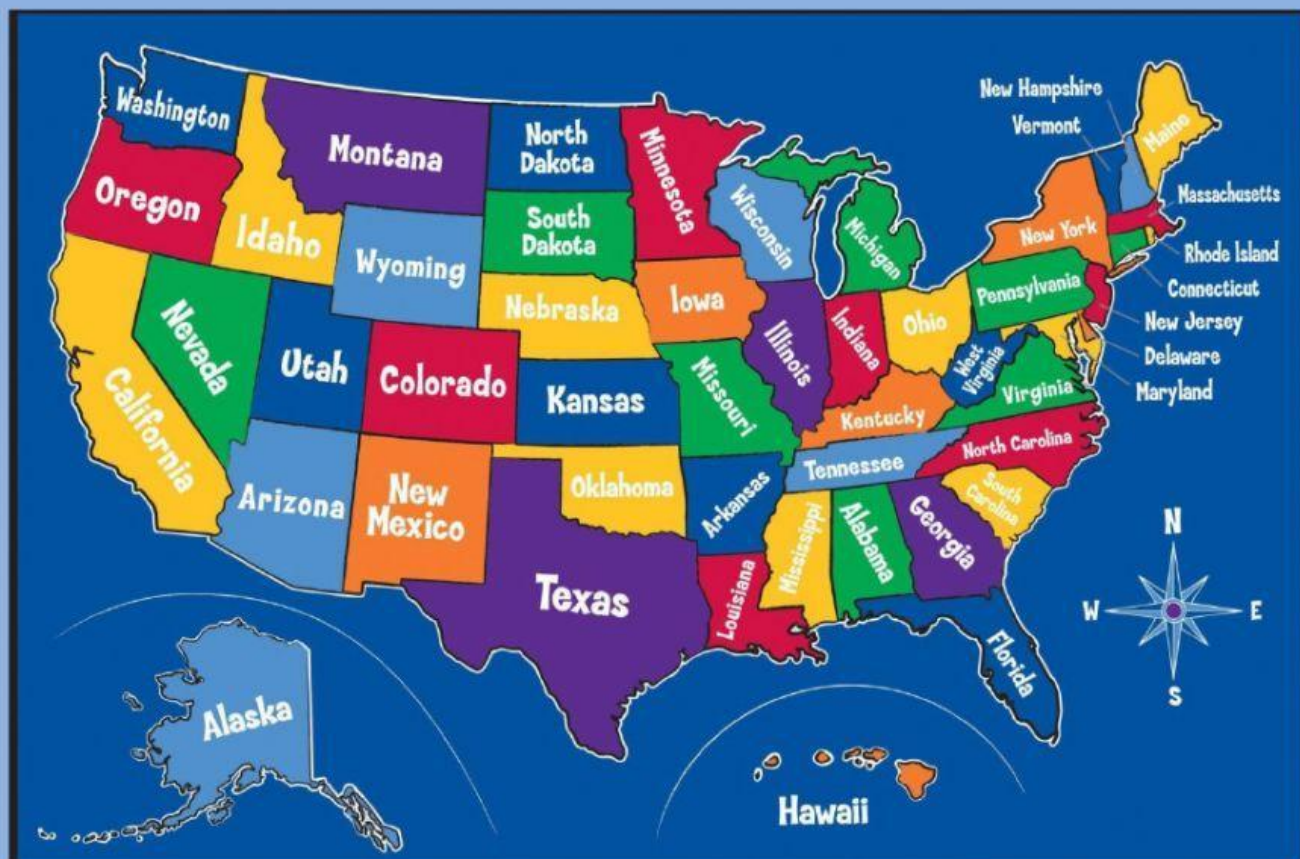 Washington
Oregon
California
Nevada
Idaho
Montana
Wyoming
Utah
Arizona
Colorado
New
Mexico
North
Dakota
South
Dakota
Nebraska
Kansas
Oklahoma
Texas
Minnesota
Iowa
Missouri
Arkansas
Louisiana
Wisconsin
Illinois
Michigan
Indiana
Ohio
Kentucky
Tennessee
Mississippi
Alabama
Georgia
Florida
South
Carolina
North Carolina
Virginia
West
Virginia
Pennsylvania
New York
Maine
New Hampshire
Vermont
Massachusetts
Rhode Island
Connecticut
New Jersey
Delaware
Maryland
N
W
E
S
Alaska
Hawaii